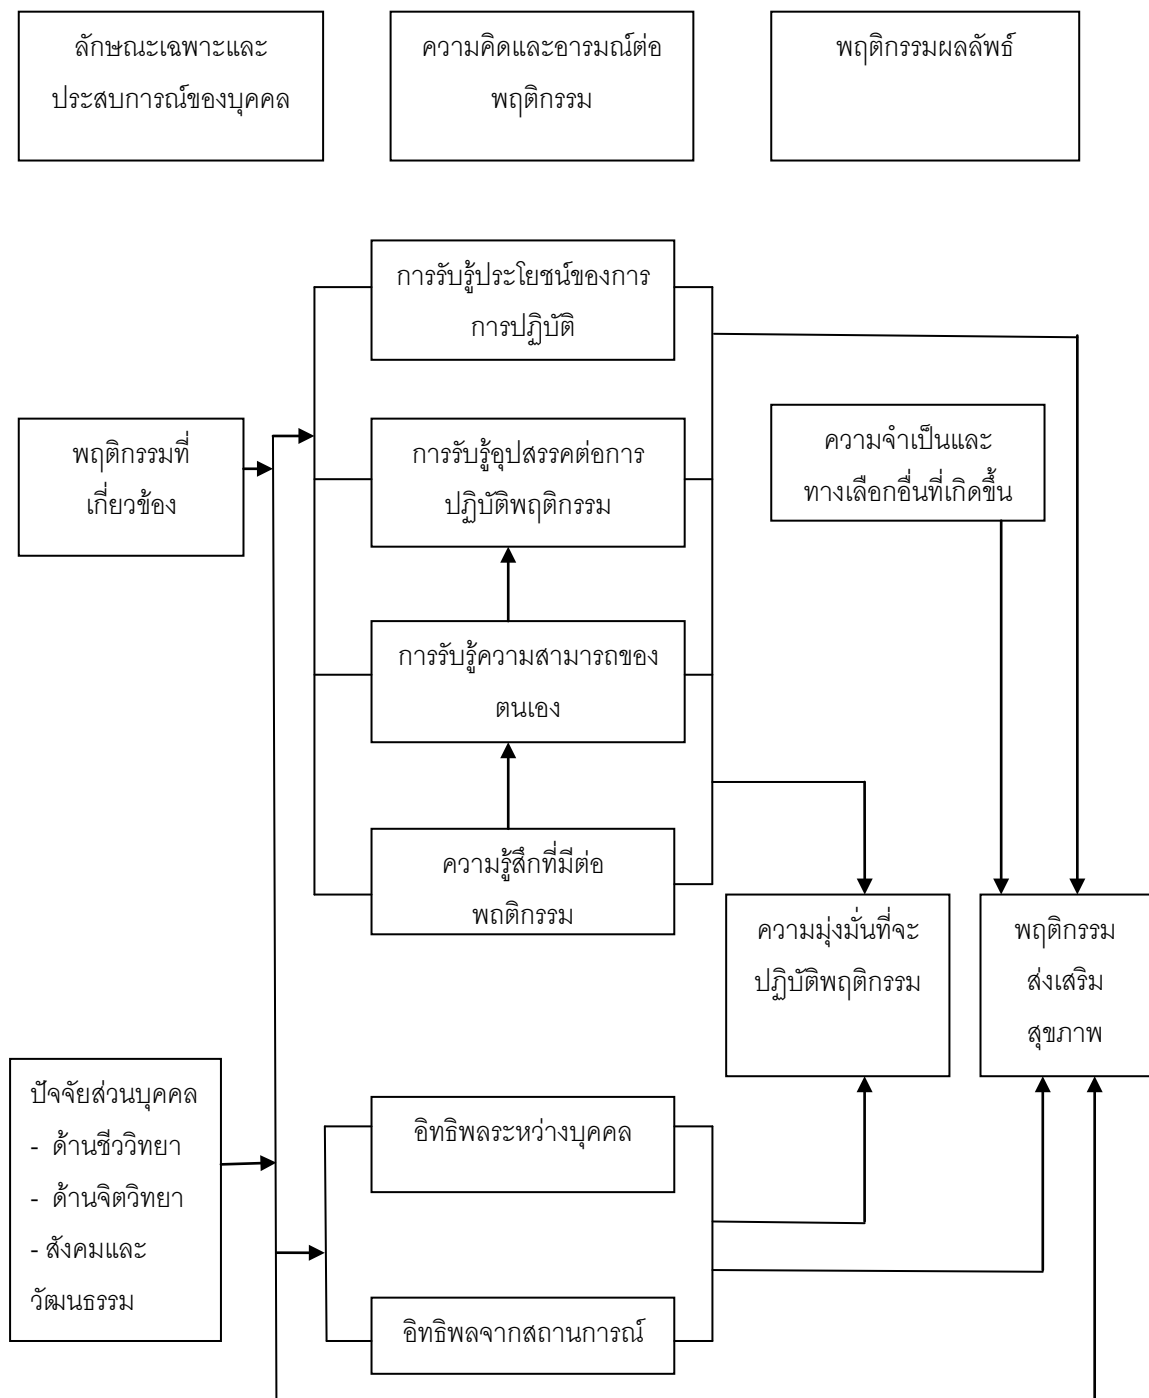 ลักษณะเฉพาะและ
ประสบการณ์ของบุคคล
ความคิดและอารมณ์ต่อ
พฤติกรรม
พฤติกรรมผลลัพธ์
การรับรู้ประโยชน์ของการ
การปฏิบัติ
พฤติกรรมที่
เกี่ยวข้อง
การรับรู้อุปสรรคต่อการ
ปฏิบัติพฤติกรรม
ความจำเป็นและ
ทางเลือกอื่นที่เกิดขึ้น
การรับรู้ความสามารถของ
ตนเอง
ความรู้สึกที่มีต่อ
พถติกรรม
ความมุ่งมั่นที่จะ
ปฏิบัติพฤติกรรม
พฤติกรรม
ส่งเสริม
สุขภาพ
ปัจจัยส่วนบุคคล
- ด้านชีววิทยา
- ด้านจิตวิทยา
- สังคมและ
วัฒนธรรม
อิทธิพลระหว่างบุคคล
อิทธิพลจากสถานการณ์